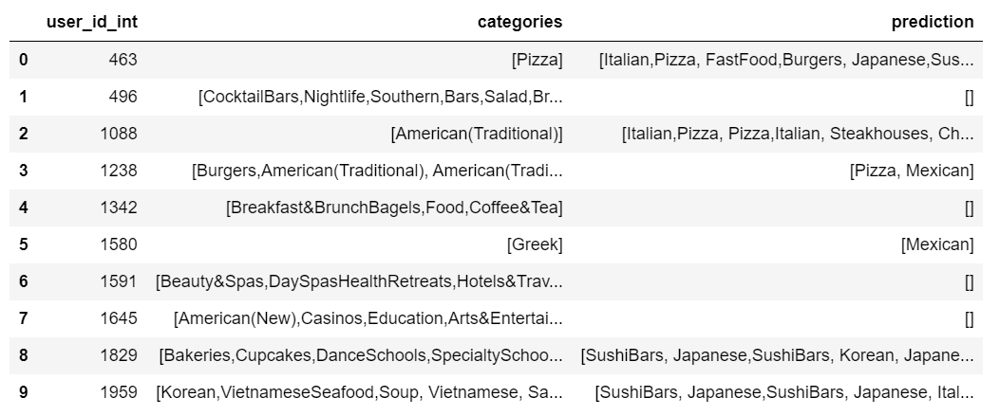 user_id_int categories prediction
0 463 [Pizza] [Italian,Pizza, FastFood,Burgers, Japanese,Sus...
1 496 [CocktailBars,Nightlife,Southern,Bars,Salad,Br... []
2 1088 [American(Traditional)] [Italian,Pizza, Pizza,Italian, Steakhouses, Ch...
3 1238 [Burgers,American(Traditional), American(Tradi... [Pizza, Mexican]
4 1342 [Breakfast&BrunchBagels,Food,Coffee&Tea] []
5 1580 [Greek] [Mexican]
6 1591 [Beauty&Spas,DaySpasHealthRetreats,Hotels&Trav... []
7 1645 [American(New),Casinos,Education,Arts&Entertai... []
8 1829 [Bakeries,Cupcakes,DanceSchools,SpecialtySchoo... [SushiBars, Japanese,SushiBars, Korean, Japane...
9 1959 [Korean,VietnameseSeafood,Soup, Vietnamese, Sa... [SushiBars, Japanese,SushiBars, Japanese, Ital...